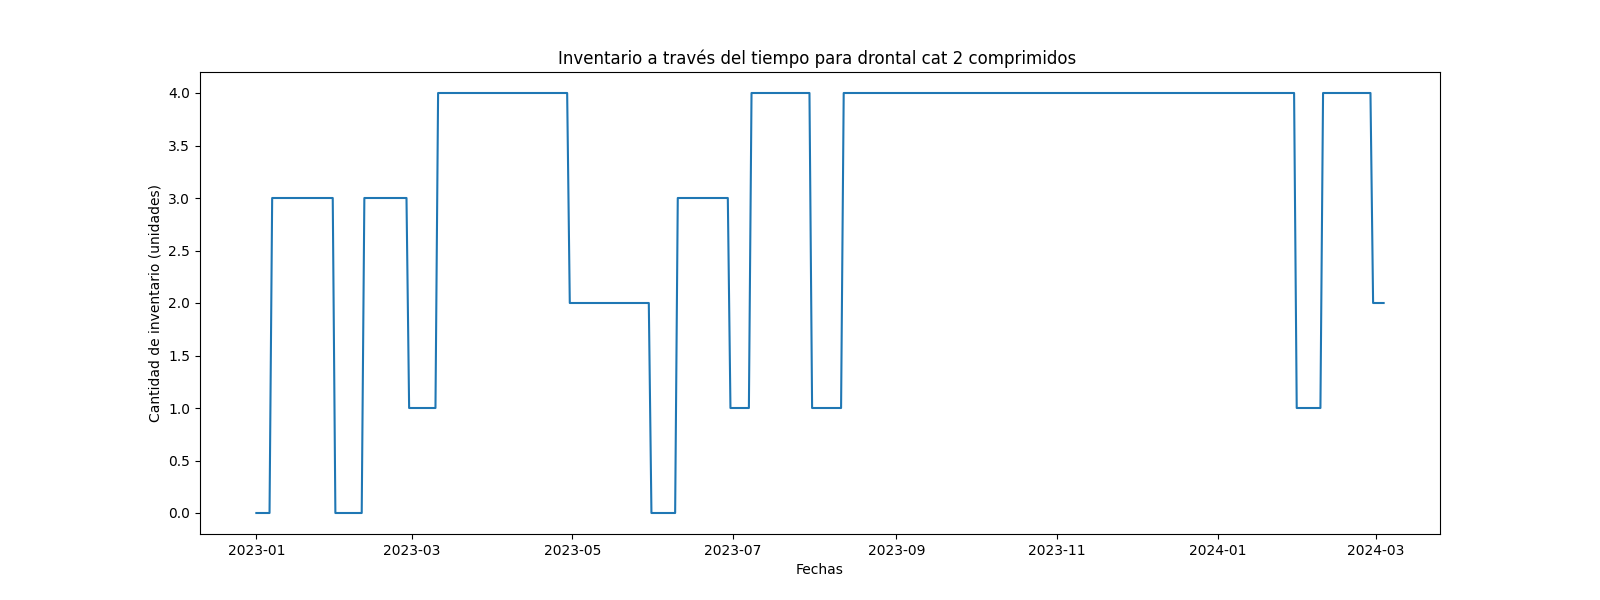 Inventario a través del tiempo para drontal cat 2 comprimidos
Cantidad de inventario (unidades)
4.0
3.5
3.0
2.5
2.0
1.5
1.0
0.5
0.0
2023-01 2023-03 2023-05 2023-07 2023-09 2023-11 2024-01 2024-03
Fechas